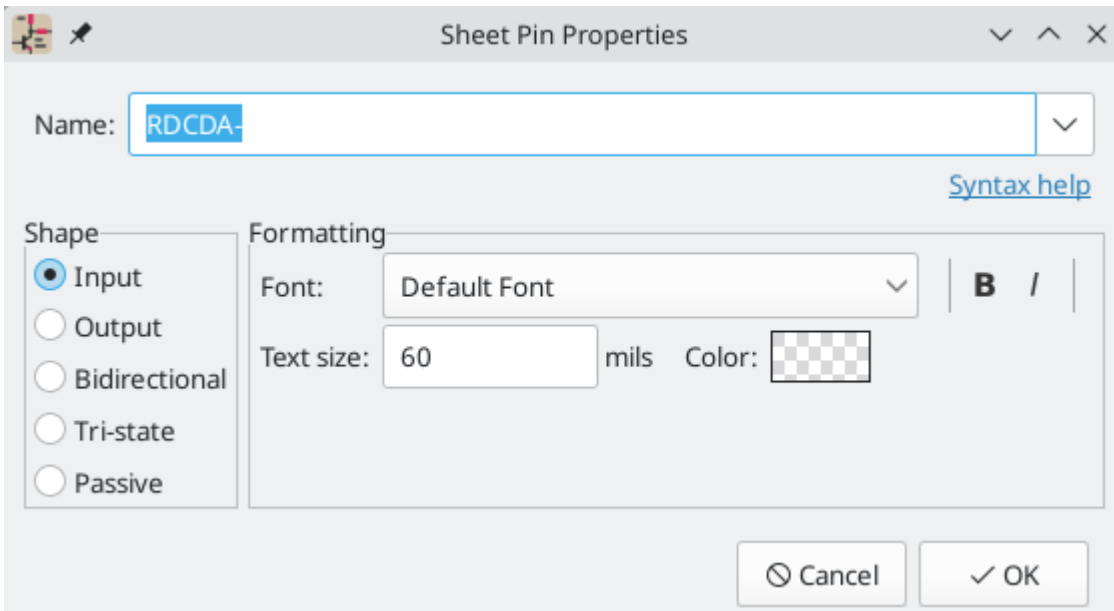 Sheet Pin Properties
Name: RDCDA-
Syntax help
Shape
Input
Output
Bidirectional
Tri-state
Passive
Formatting
Font: Default Font B I
Text size: 60 mils Color:
Cancel OK